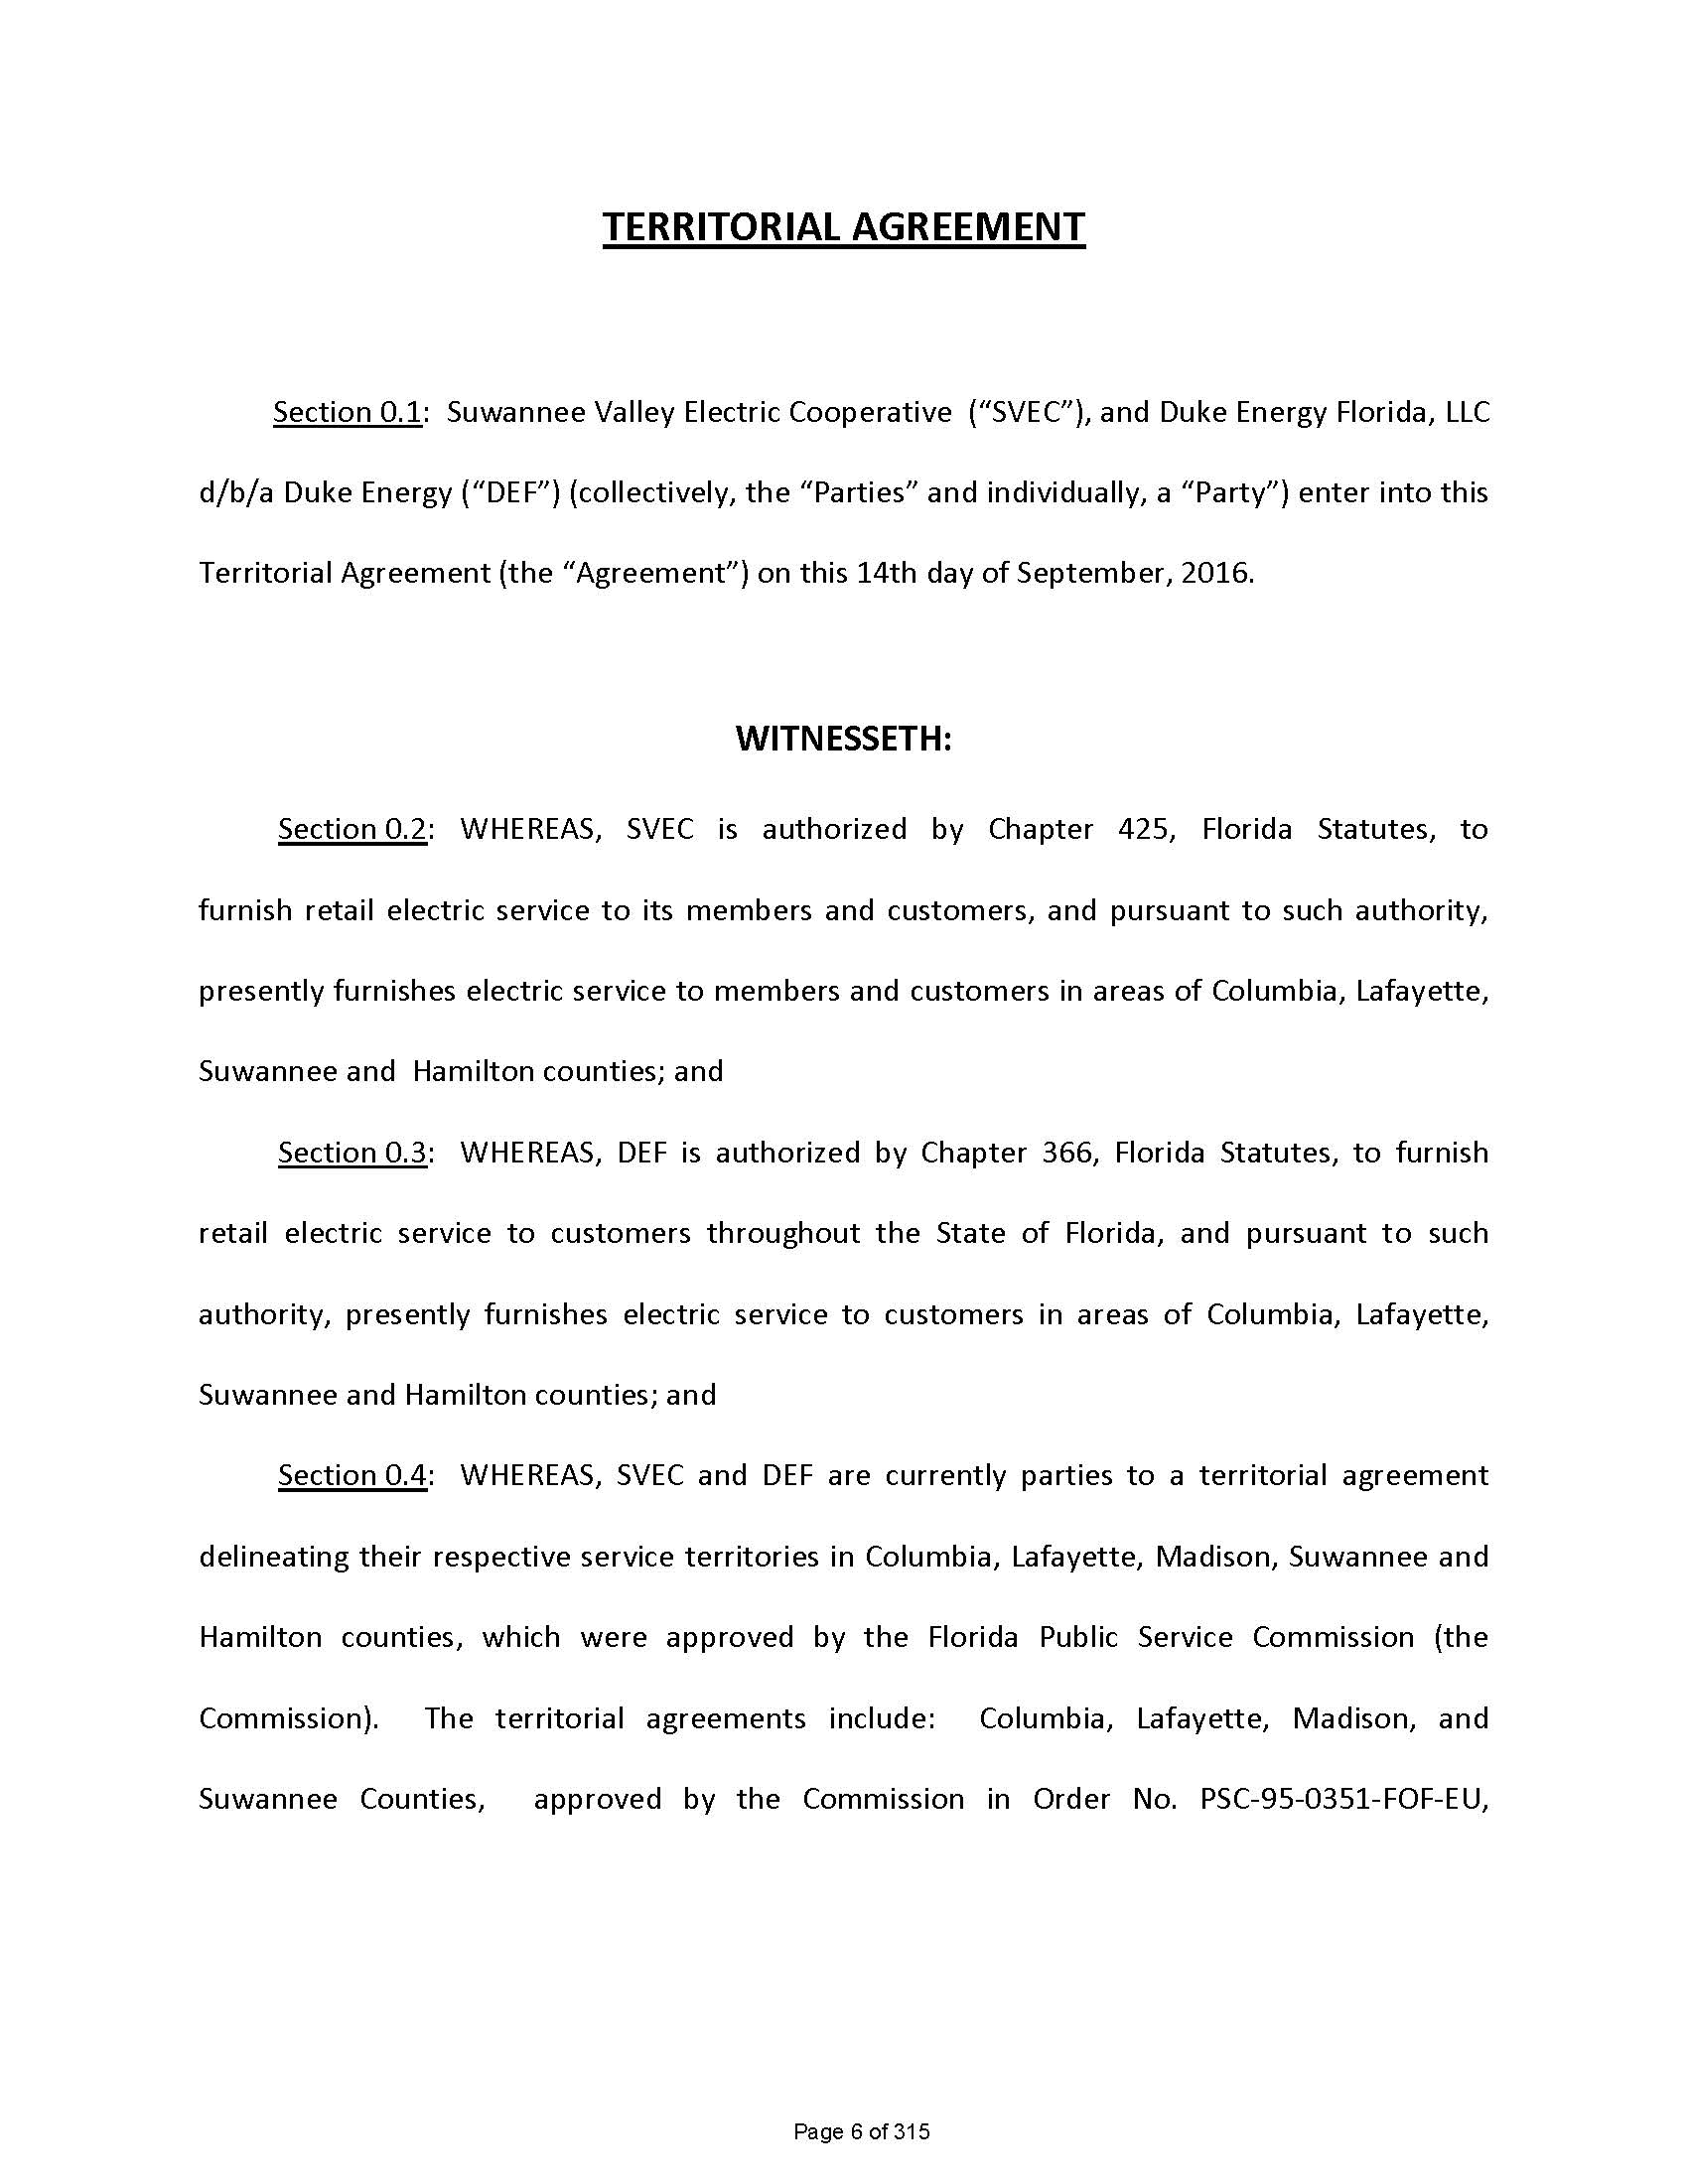 TERRITORIAL AGREEMENT
Section 0.1:  Suwannee Valley Electric Cooperative  (“SVEC”), and Duke Energy Florida, LLC
d/b/a Duke Energy (“DEF”) (collectively, the “Parties” and individually, a “Party”) enter into this
Territorial Agreement (the “Agreement”) on this 14th day of September, 2016.
WITNESSETH:
Section 0.2:  WHEREAS, SVEC is authorized by Chapter 425, Florida Statutes, to
furnish retail electric service to its members and customers, and pursuant to such authority,
presently furnishes electric service to members and customers in areas of Columbia, Lafayette,
Suwannee and  Hamilton counties; and
Section 0.3:  WHEREAS, DEF is authorized by Chapter 366, Florida Statutes, to furnish
retail electric service to customers throughout the State of Florida, and pursuant to such
authority, presently furnishes electric service to customers in areas of Columbia, Lafayette,
Suwannee and Hamilton counties; and
Section 0.4:  WHEREAS, SVEC and DEF are currently parties to a territorial agreement
delineating their respective service territories in Columbia, Lafayette, Madison, Suwannee and
Hamilton counties, which were approved by the Florida Public Service Commission (the
Commission).  The territorial agreements include:  Columbia, Lafayette, Madison, and
Suwannee Counties,  approved by the Commission in Order No. PSC-95-0351-FOF-EU,
Page 6 of 315